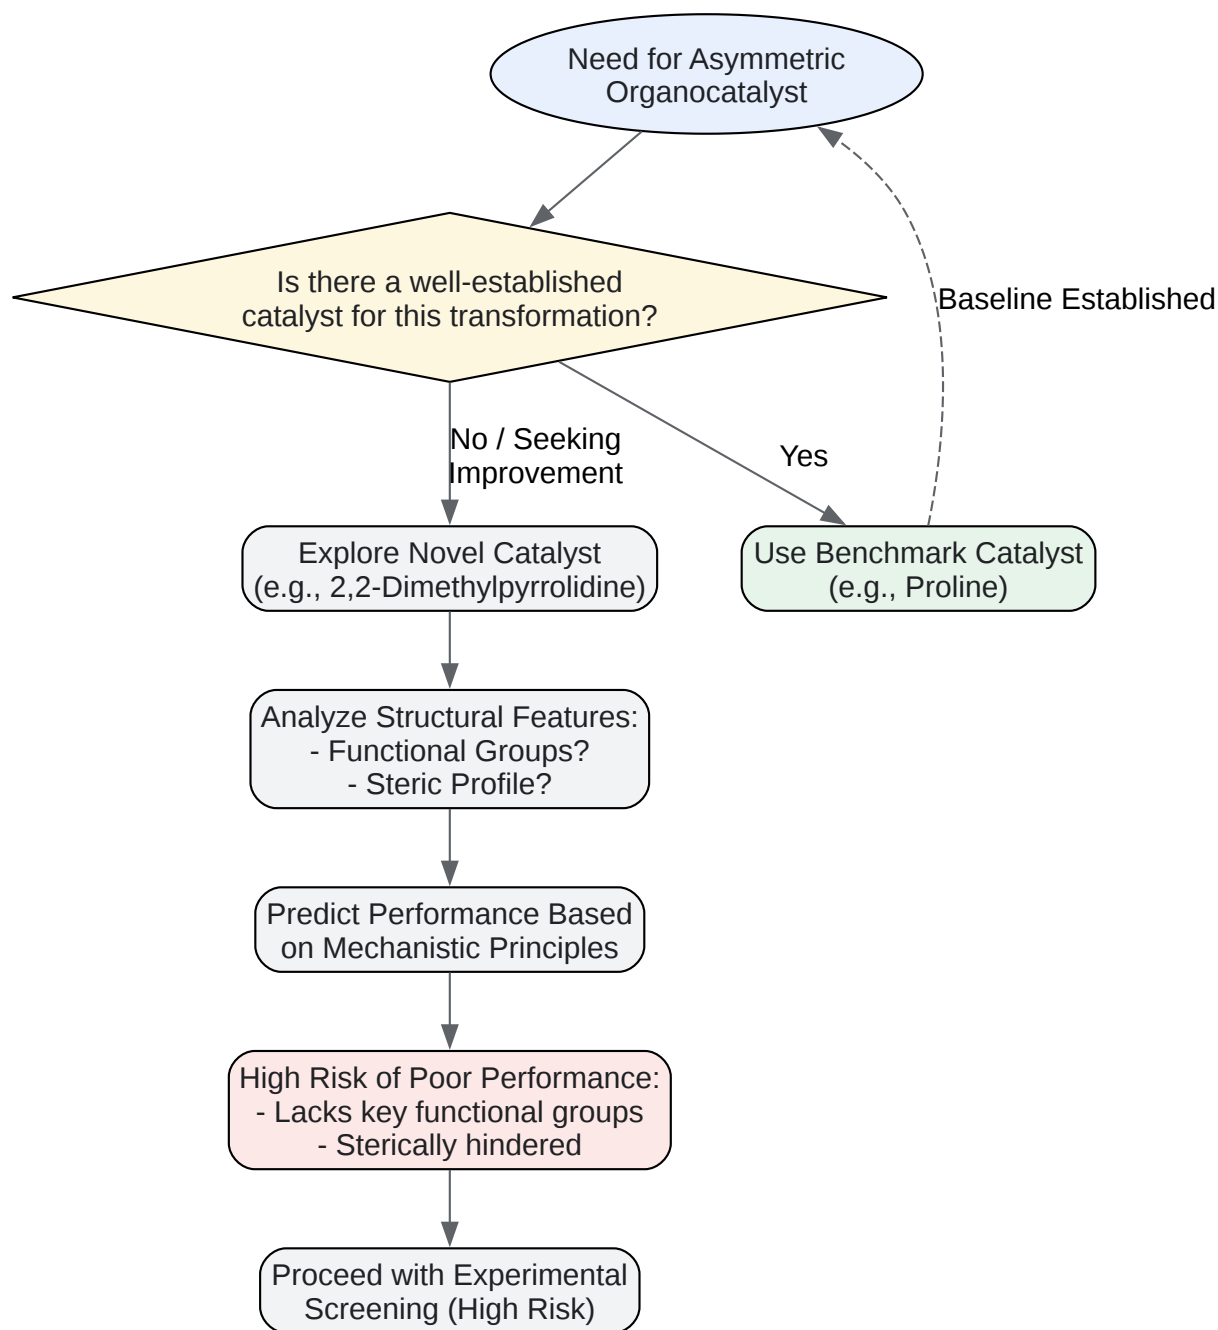 Need for Asymmetric
Organocatalyst
Is there a well-established
catalyst for this transformation?
Baseline Established
No / Seeking
Improvement
Yes
Explore Novel Catalyst
(e.g., 2,2-Dimethylpyrrolidine)
Use Benchmark Catalyst
(e.g., Proline)
Analyze Structural Features:
- Functional Groups?
- Steric Profile?
Predict Performance Based
on Mechanistic Principles
High Risk of Poor Performance:
- Lacks key functional groups
- Sterically hindered
Proceed with Experimental
Screening (High Risk)